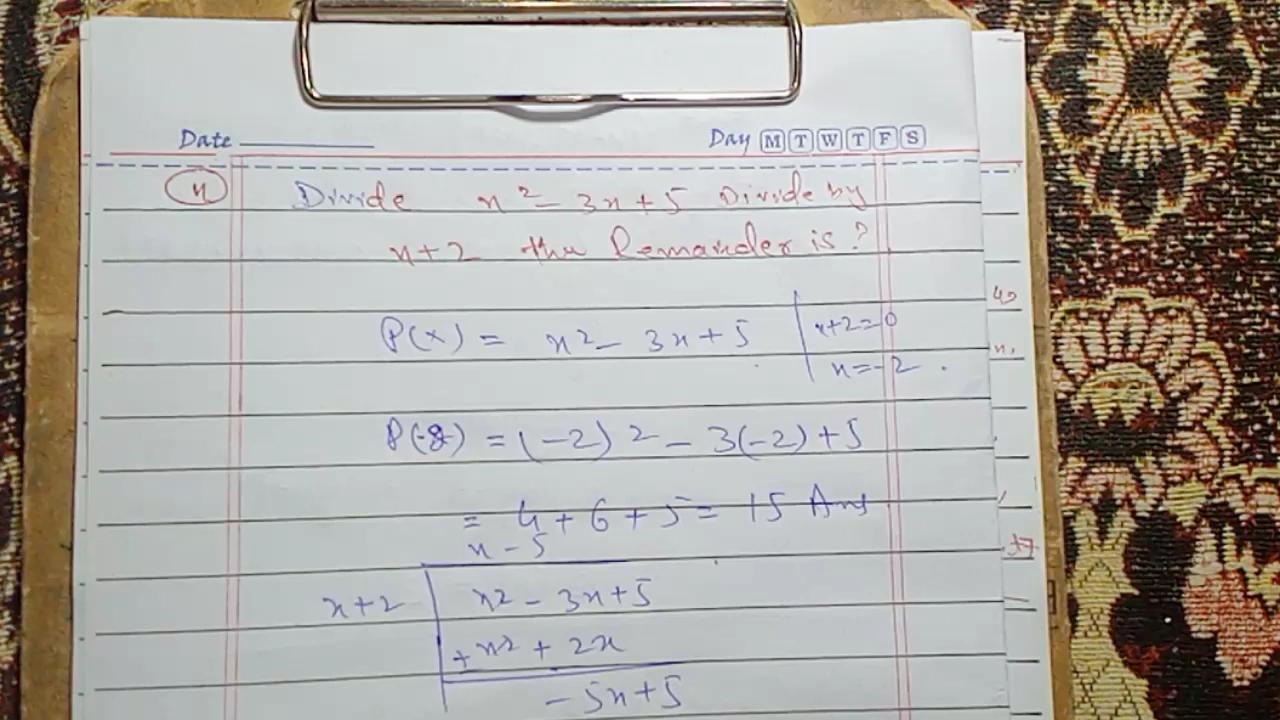 Date
Day M T W T F S
n Divide x² - 3x + 5 Divide by
x + 2 the Remainder is?
P(x) = x² - 3x + 5
x+2=0
x=-2.
P(-2) = (-2)² - 3(-2) + 5
= 4 + 6 + 5 = 15 Ans
x - 5
x+2 x² - 3x + 5
+x² + 2x
- 5x + 5